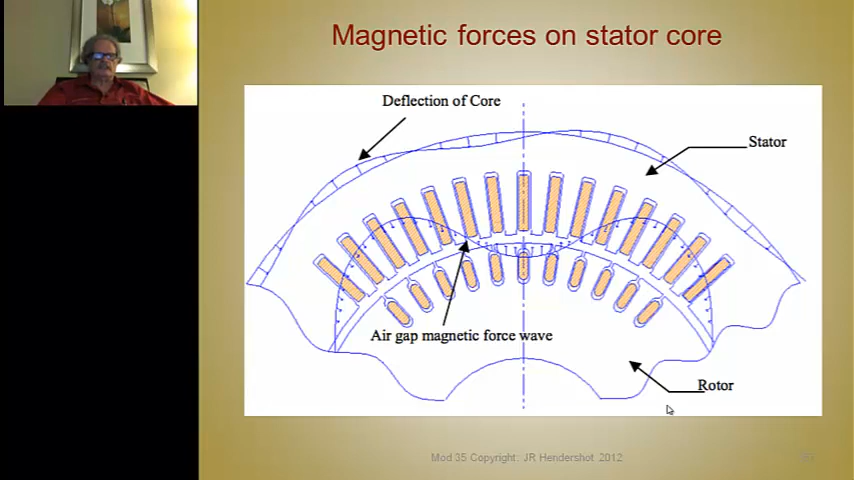 Magnetic forces on stator core
Deflection of Core
Stator
Air gap magnetic force wave
Rotor
Mod 35 Copyright: JR Hendershot 2012